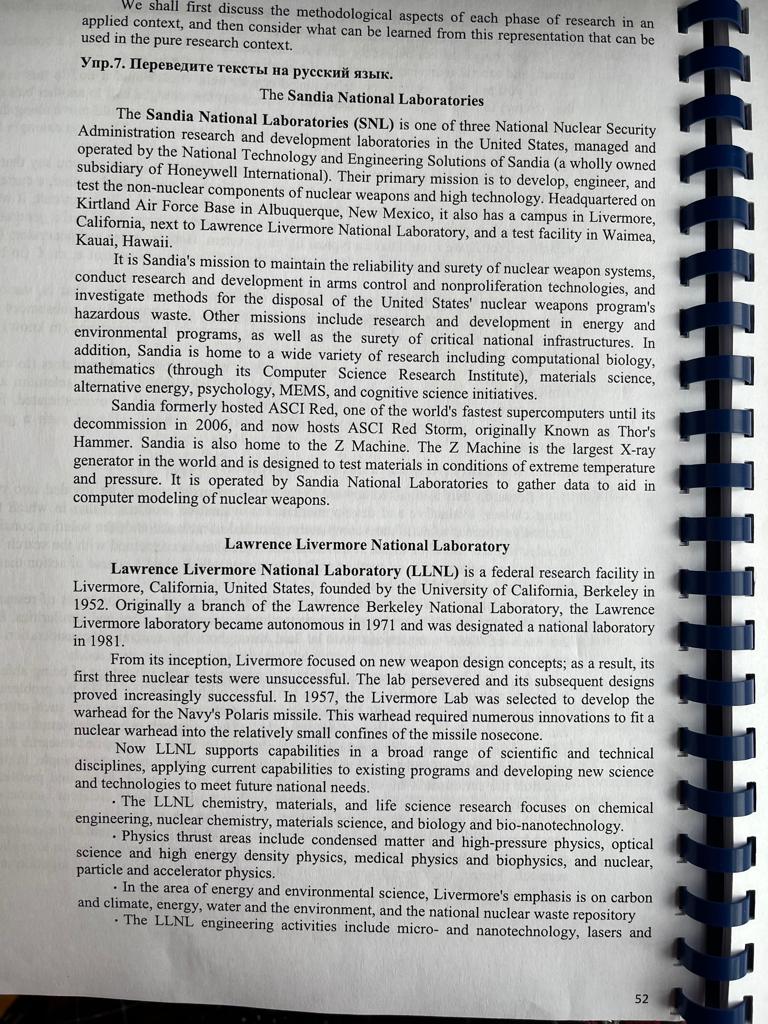 We shall first discuss the methodological aspects of each phase of research in an
applied context, and then consider what can be learned from this representation that can be
used in the pure research context.
Упр.7. Переведите тексты на русский язык.
The Sandia National Laboratories
The Sandia National Laboratories (SNL) is one of three National Nuclear Security
Administration research and development laboratories in the United States, managed and
operated by the National Technology and Engineering Solutions of Sandia (a wholly owned
subsidiary of Honeywell International). Their primary mission is to develop, engineer, and
test the non-nuclear components of nuclear weapons and high technology. Headquartered on
Kirtland Air Force Base in Albuquerque, New Mexico, it also has a campus in Livermore,
California, next to Lawrence Livermore National Laboratory, and a test facility in Waimea,
Kauai, Hawaii.
It is Sandia's mission to maintain the reliability and surety of nuclear weapon systems,
conduct research and development in arms control and nonproliferation technologies, and
investigate methods for the disposal of the United States' nuclear weapons program's
hazardous waste. Other missions include research and development in energy and
environmental programs, as well as the surety of critical national infrastructures. In
addition, Sandia is home to a wide variety of research including computational biology,
mathematics (through its Computer Science Research Institute), materials science,
alternative energy, psychology, MEMS, and cognitive science initiatives.
Sandia formerly hosted ASCI Red, one of the world's fastest supercomputers until its
decommission in 2006, and now hosts ASCI Red Storm, originally Known as Thor's
Hammer. Sandia is also home to the Z Machine. The Z Machine is the largest X-ray
generator in the world and is designed to test materials in conditions of extreme temperature
and pressure. It is operated by Sandia National Laboratories to gather data to aid in
computer modeling of nuclear weapons.
Lawrence Livermore National Laboratory
Lawrence Livermore National Laboratory (LLNL) is a federal research facility in
Livermore, California, United States, founded by the University of California, Berkeley in
1952. Originally a branch of the Lawrence Berkeley National Laboratory, the Lawrence
Livermore laboratory became autonomous in 1971 and was designated a national laboratory
in 1981.
From its inception, Livermore focused on new weapon design concepts; as a result, its
first three nuclear tests were unsuccessful. The lab persevered and its subsequent designs
proved increasingly successful. In 1957, the Livermore Lab was selected to develop the
warhead for the Navy's Polaris missile. This warhead required numerous innovations to fit a
nuclear warhead into the relatively small confines of the missile nosecone.
Now LLNL supports capabilities in a broad range of scientific and technical
disciplines, applying current capabilities to existing programs and developing new science
and technologies to meet future national needs.
· The LLNL chemistry, materials, and life science research focuses on chemical
engineering, nuclear chemistry, materials science, and biology and bio-nanotechnology.
· Physics thrust areas include condensed matter and high-pressure physics, optical
science and high energy density physics, medical physics and biophysics, and nuclear,
particle and accelerator physics.
· In the area of energy and environmental science, Livermore's emphasis is on carbon
and climate, energy, water and the environment, and the national nuclear waste repository
· The LLNL engineering activities include micro- and nanotechnology, lasers and
52